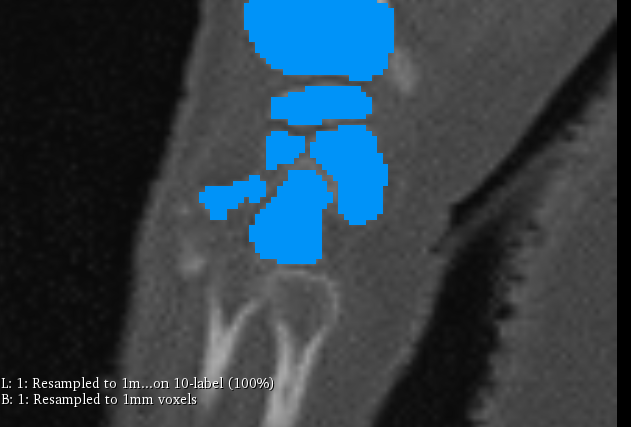 L: 1: Resampled to 1m...on 10-label (100%)
B: 1: Resampled to 1mm voxels